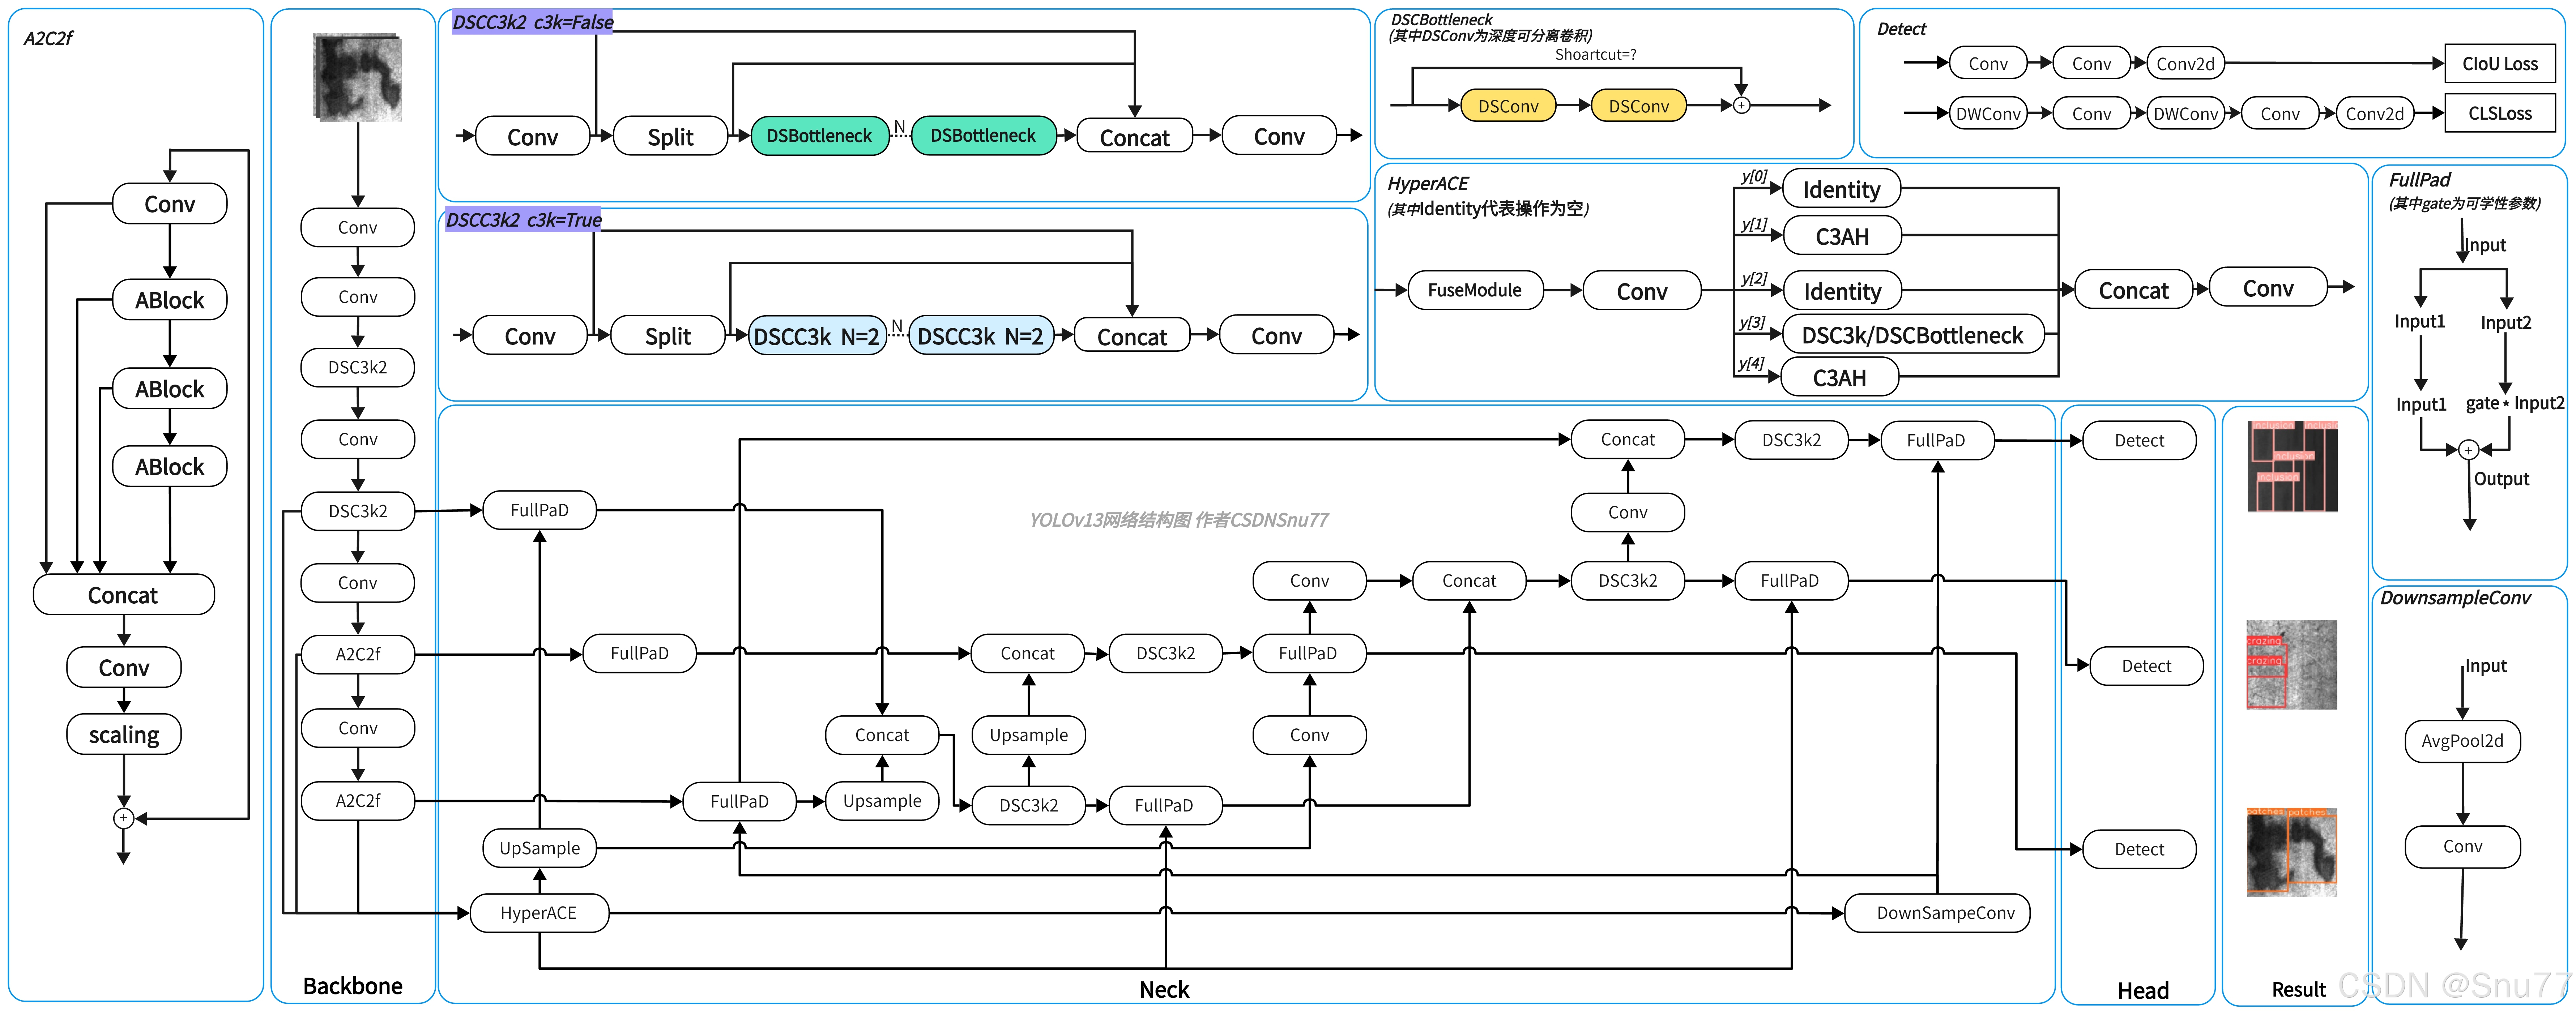 A2C2f
Conv
ABlock
ABlock
ABlock
Concat
Conv
scaling
+
Conv
Conv
DSC3k2
Conv
DSC3k2
Conv
A2C2f
Conv
A2C2f
Backbone
DSCC3k2 c3k=False
Conv
Split
DSBottleneck
N
DSBottleneck
Concat
Conv
DSCC3k2 c3k=True
Conv
Split
DSCC3k N=2
N
DSCC3k N=2
Concat
Conv
DSCBottleneck
(其中DSConv为深度可分离卷积)
Shoartcut=?
DSConv
DSConv
+
Detect
Conv
Conv
Conv2d
CIoU Loss
DWConv
Conv
DWConv
Conv
Conv2d
CLSLoss
HyperACE
(其中Identity代表操作为空)
FuseModule
Conv
y[0]
Identity
y[1]
C3AH
y[2]
Identity
y[3]
DSC3k/DSCBottleneck
y[4]
C3AH
Concat
Conv
FullPad
(其中gate为可学性参数)
Input
Input1
Input2
Input1
gate * Input2
+
Output
Concat
DSC3k2
FullPaD
FullPaD
YOLOv13网络结构图 作者CSDNSnu77
Conv
Conv
Concat
DSC3k2
FullPaD
FullPaD
Concat
DSC3k2
FullPaD
Concat
Upsample
Conv
FullPaD
Upsample
DSC3k2
FullPaD
UpSample
HyperACE
DownSampeConv
Neck
Detect
Detect
Detect
Head
inclusion
inclusion
inclusion
crazing
crazing
patches
patches
Result
DownsampleConv
Input
AvgPool2d
Conv
CSDN @Snu77